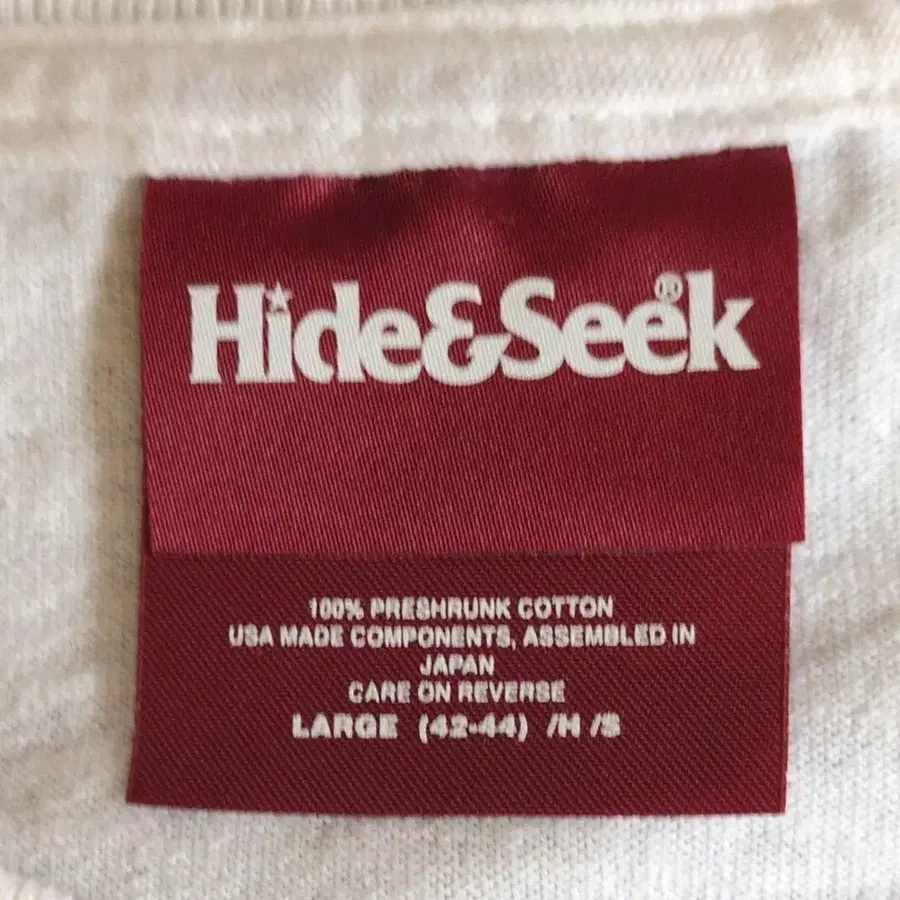 Hide&Seek®
100% PRESHRUNK COTTON
USA MADE COMPONENTS, ASSEMBLED IN
JAPAN
CARE ON REVERSE
LARGE (42-44) /H /S